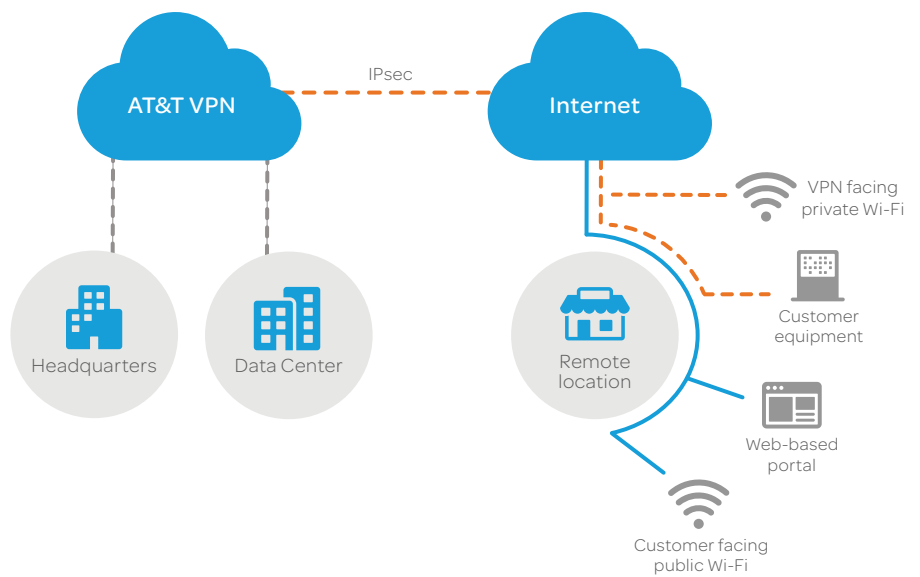 IPsec
AT&T VPN
Internet
VPN facing
private Wi-Fi
Customer
equipment
Headquarters
Data Center
Remote
location
Web-based
portal
Customer facing
public Wi-Fi